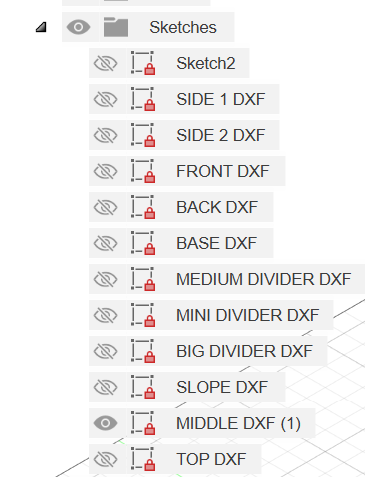 Sketches
Sketch2
SIDE 1 DXF
SIDE 2 DXF
FRONT DXF
BACK DXF
BASE DXF
MEDIUM DIVIDER DXF
MINI DIVIDER DXF
BIG DIVIDER DXF
SLOPE DXF
MIDDLE DXF (1)
TOP DXF